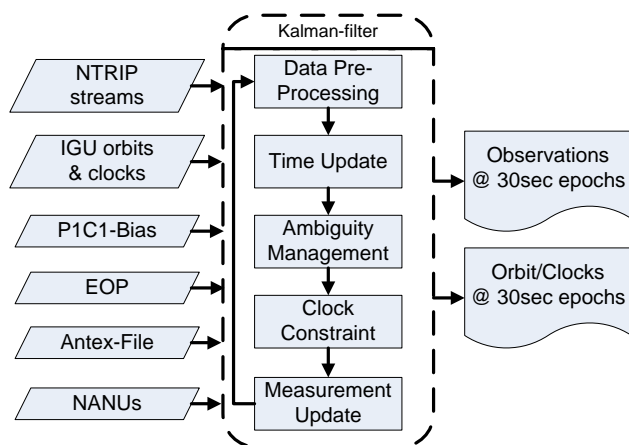 Kalman-filter
NTRIP
streams
IGU orbits
& clocks
P1C1-Bias
EOP
Antex-File
NANUs
Data Pre-
Processing
Time Update
Ambiguity
Management
Clock
Constraint
Measurement
Update
Observations
@ 30sec epochs
Orbit/Clocks
@ 30sec epochs